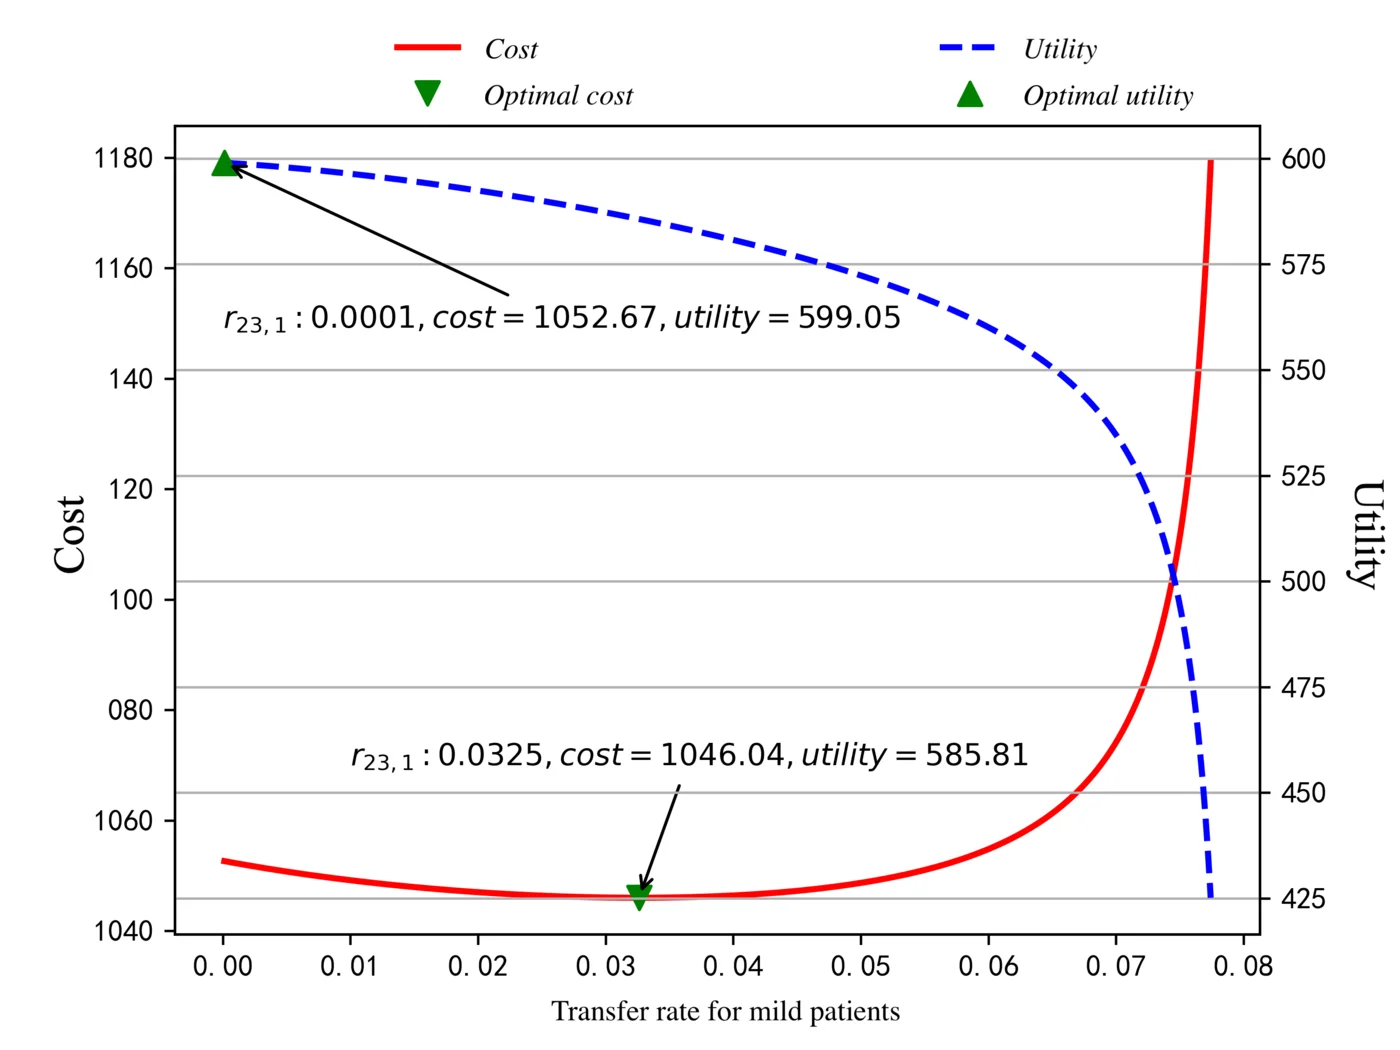 Cost
Utility
Optimal cost
Optimal utility
1180
1160
140
120
100
080
1060
1040
600
575
550
525
500
475
450
425
Cost
Utility
r23,1 : 0.0001, cost = 1052.67, utility = 599.05
r23,1 : 0.0325, cost = 1046.04, utility = 585.81
0.00 0.01 0.02 0.03 0.04 0.05 0.06 0.07 0.08
Transfer rate for mild patients